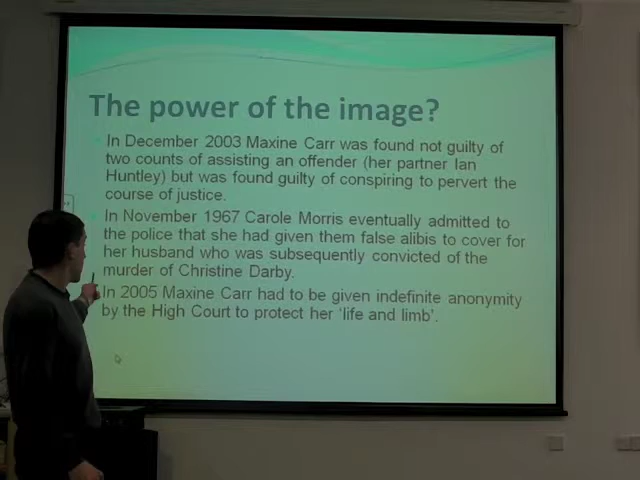 The power of the image?
In December 2003 Maxine Carr was found not guilty of
two counts of assisting an offender (her partner Ian
Huntley) but was found guilty of conspiring to pervert the
course of justice.
In November 1967 Carole Morris eventually admitted to
the police that she had given them false alibis to cover for
her husband who was subsequently convicted of the
murder of Christine Darby.
In 2005 Maxine Carr had to be given indefinite anonymity
by the High Court to protect her 'life and limb'.